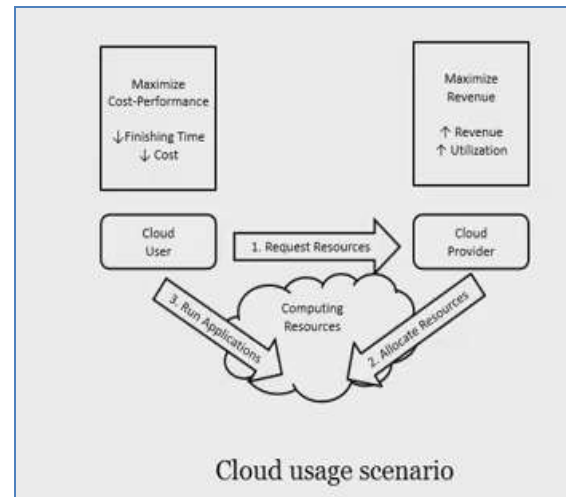 Maximize
Cost-Performance
↓Finishing Time
↓ Cost
Maximize
Revenue
↑ Revenue
↑ Utilization
Cloud
User
1. Request Resources
Cloud
Provider
3. Run Applications
Computing
Resources
2. Allocate Resources
Cloud usage scenario